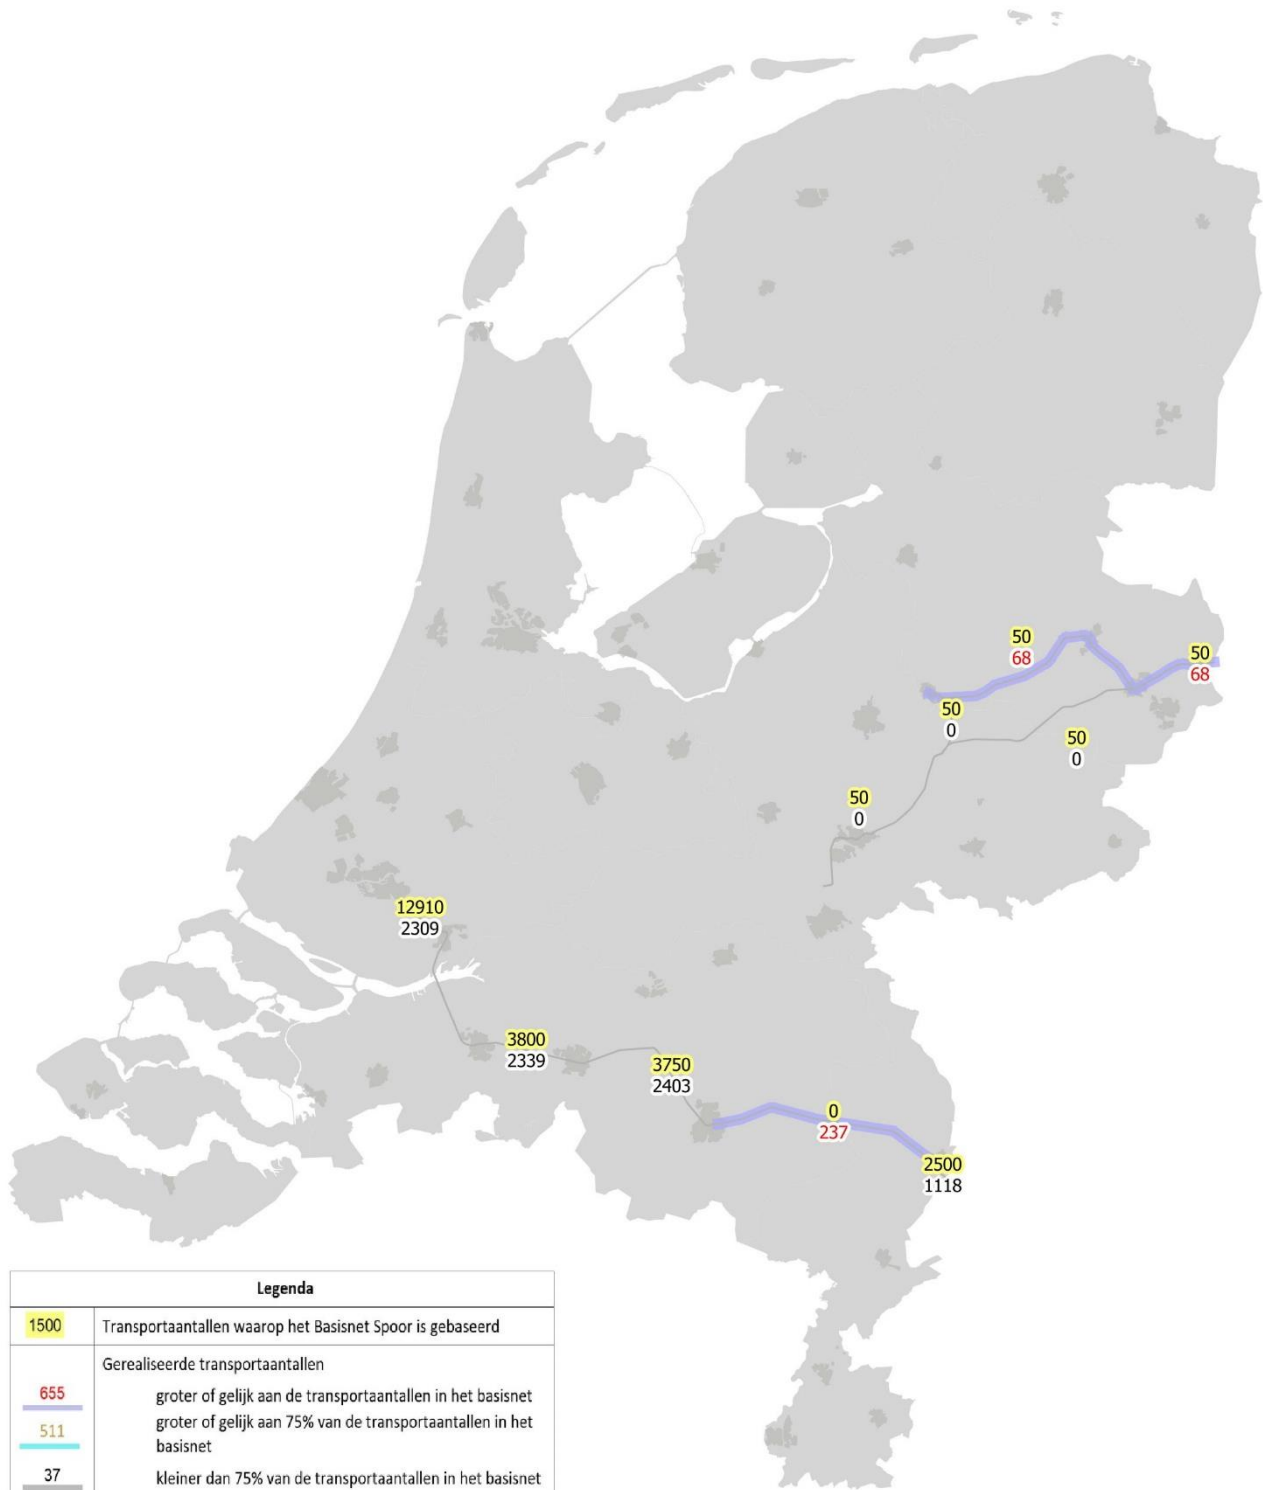 50
68
50
68
50
0
50
0
50
0
12910
2309
3800
2339
3750
2403
0
237
2500
1118
Legenda
1500 Transportaantallen waarop het Basisnet Spoor is gebaseerd
Gerealiseerde transportaantallen
655 groter of gelijk aan de transportaantallen in het basisnet
511 groter of gelijk aan 75% van de transportaantallen in het
basisnet
37 kleiner dan 75% van de transportaantallen in het basisnet